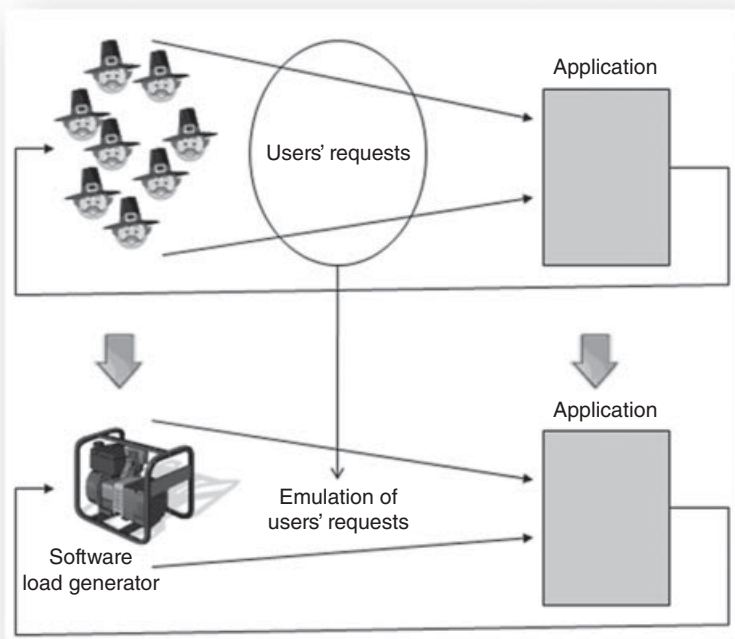 Application
Users' requests
Application
Emulation of
users' requests
Software
load generator